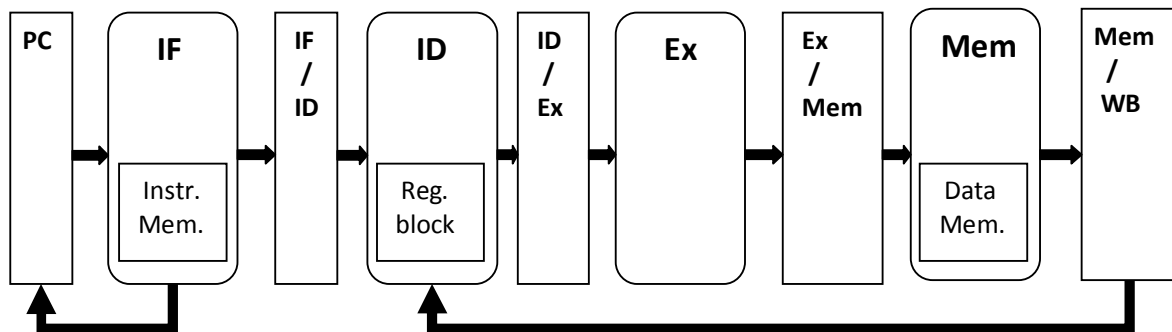 PC
IF
Instr.
Mem.
IF
/
ID
ID
Reg.
block
ID
/
Ex
Ex
Ex
/
Mem
Mem
Data
Mem.
Mem
/
WB